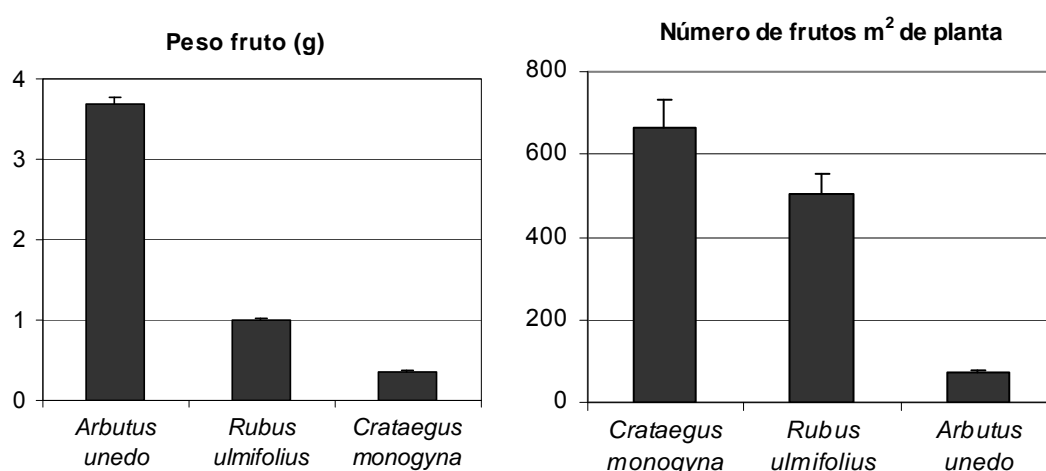 Peso fruto (g)
4
3
2
1
0
Arbutus
unedo
Rubus
ulmifolius
Crataegus
monogyna
Número de frutos m² de planta
800
600
400
200
0
Crataegus
monogyna
Rubus
ulmifolius
Arbutus
unedo